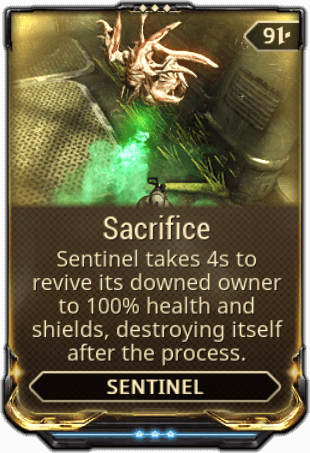 91-
Sacrifice
Sentinel takes 4s to
revive its downed owner
to 100% health and
shields, destroying itself
after the process.
SENTINEL